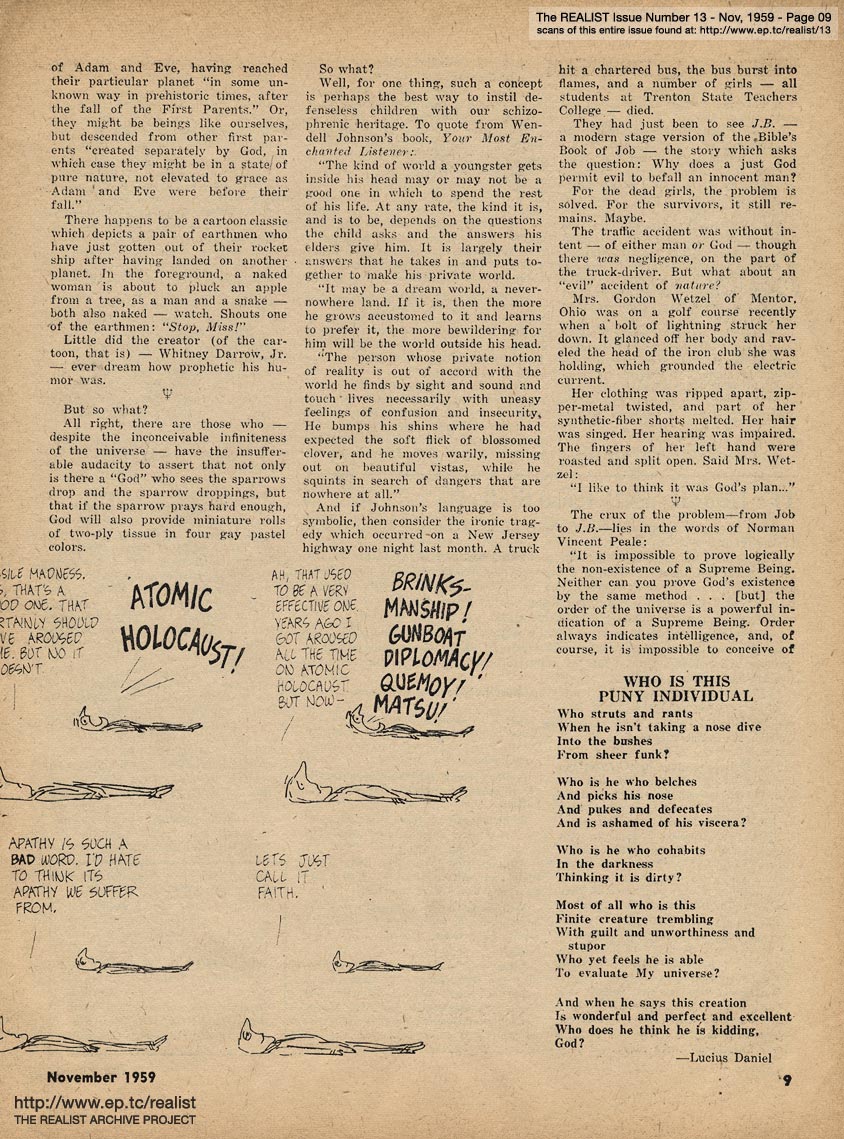 The REALIST Issue Number 13 - Nov, 1959 - Page 09
scans of this entire issue found at: http://www.ep.tc/realist/13
of Adam and Eve, having reached
their particular planet "in some un-
known way in prehistoric times, after
the fall of the First Parents." Or,
they might be beings like ourselves,
but descended from other first par-
ents "created separately by God, in
which case they might be in a state of
pure nature, not elevated to grace as
Adam and Eve were before their
fall."
There happens to be a cartoon classic
which depicts a pair of earthmen who
have just gotten out of their rocket
ship after having landed on another
planet. In the foreground, a naked
woman is about to pluck an apple
from a tree, as a man and a snake —
both also naked — watch. Shouts one
of the earthmen: "Stop, Miss!"
Little did the creator (of the car-
toon, that is) — Whitney Darrow, Jr.
— ever dream how prophetic his hu-
mor was.
Ψ
But so what?
All right, there are those who —
despite the inconceivable infiniteness
of the universe — have the insuffer-
able audacity to assert that not only
is there a "God" who sees the sparrows
drop and the sparrow droppings, but
that if the sparrow prays hard enough,
God will also provide miniature rolls
of two-ply tissue in four gay pastel
colors.
So what?
Well, for one thing, such a concept
is perhaps the best way to instil de-
fenseless children with our schizo-
phrenic heritage. To quote from Wen-
dell Johnson's book, Your Most En-
chanted Listener:
"The kind of world a youngster gets
inside his head may or may not be a
good one in which to spend the rest
of his life. At any rate, the kind it is,
and is to be, depends on the questions
the child asks and the answers his
elders give him. It is largely their
answers that he takes in and puts to-
gether to make his private world.
"It may be a dream world, a never-
nowhere land. If it is, then the more
he grows accustomed to it and learns
to prefer it, the more bewildering for
him will be the world outside his head.
"The person whose private notion
of reality is out of accord with the
world he finds by sight and sound and
touch lives necessarily with uneasy
feelings of confusion and insecurity.
He bumps his shins where he had
expected the soft flick of blossomed
clover, and he moves warily, missing
out on beautiful vistas, while he
squints in search of dangers that are
nowhere at all."
And if Johnson's language is too
symbolic, then consider the ironic trag-
edy which occurred on a New Jersey
highway one night last month. A truck
hit a chartered bus, the bus burst into
flames, and a number of girls — all
students at Trenton State Teachers
College — died.
They had just been to see J.B. —
a modern stage version of the Bible's
Book of Job — the story which asks
the question: Why does a just God
permit evil to befall an innocent man?
For the dead girls, the problem is
solved. For the survivors, it still re-
mains. Maybe.
The traffic accident was without in-
tent — of either man or God — though
there was negligence, on the part of
the truck-driver. But what about an
"evil" accident of nature?
Mrs. Gordon Wetzel of Mentor,
Ohio was on a golf course recently
when a bolt of lightning struck her
down. It glanced off her body and rav-
eled the head of the iron club she was
holding, which grounded the electric
current.
Her clothing was ripped apart, zip-
per-metal twisted, and part of her
synthetic-fiber shorts melted. Her hair
was singed. Her hearing was impaired.
The fingers of her left hand were
roasted and split open. Said Mrs. Wet-
zel:
"I like to think it was God's plan..."
Ψ
The crux of the problem—from Job
to J.B.—lies in the words of Norman
Vincent Peale:
"It is impossible to prove logically
the non-existence of a Supreme Being.
Neither can you prove God's existence
by the same method . . . [but] the
order of the universe is a powerful in-
dication of a Supreme Being. Order
always indicates intelligence, and, of
course, it is impossible to conceive of
SILE MADNESS.
S, THAT'S A
OD ONE. THAT
RTAINLY SHOULD
VE AROUSED
ME. BUT NO IT
OESN'T.
ATOMIC
HOLOCAUST!
AH, THAT USED
TO BE A VERY
EFFECTIVE ONE.
YEARS AGO I
GOT AROUSED
ALL THE TIME
ON ATOMIC
HOLOCAUST
BUT NOW—
BRINKS-
MANSHIP!
GUNBOAT
DIPLOMACY!
QUEMOY!
MATSU!
APATHY IS SUCH A
BAD WORD. I'D HATE
TO THINK ITS
APATHY WE SUFFER
FROM.
LETS JUST
CALL IT
FAITH.
WHO IS THIS
PUNY INDIVIDUAL
Who struts and rants
When he isn't taking a nose dive
Into the bushes
From sheer funk?
Who is he who belches
And picks his nose
And pukes and defecates
And is ashamed of his viscera?
Who is he who cohabits
In the darkness
Thinking it is dirty?
Most of all who is this
Finite creature trembling
With guilt and unworthiness and
stupor
Who yet feels he is able
To evaluate My universe?
And when he says this creation
Is wonderful and perfect and excellent
Who does he think he is kidding,
God?
—Lucius Daniel
November 1959
9
http://www.ep.tc/realist
THE REALIST ARCHIVE PROJECT